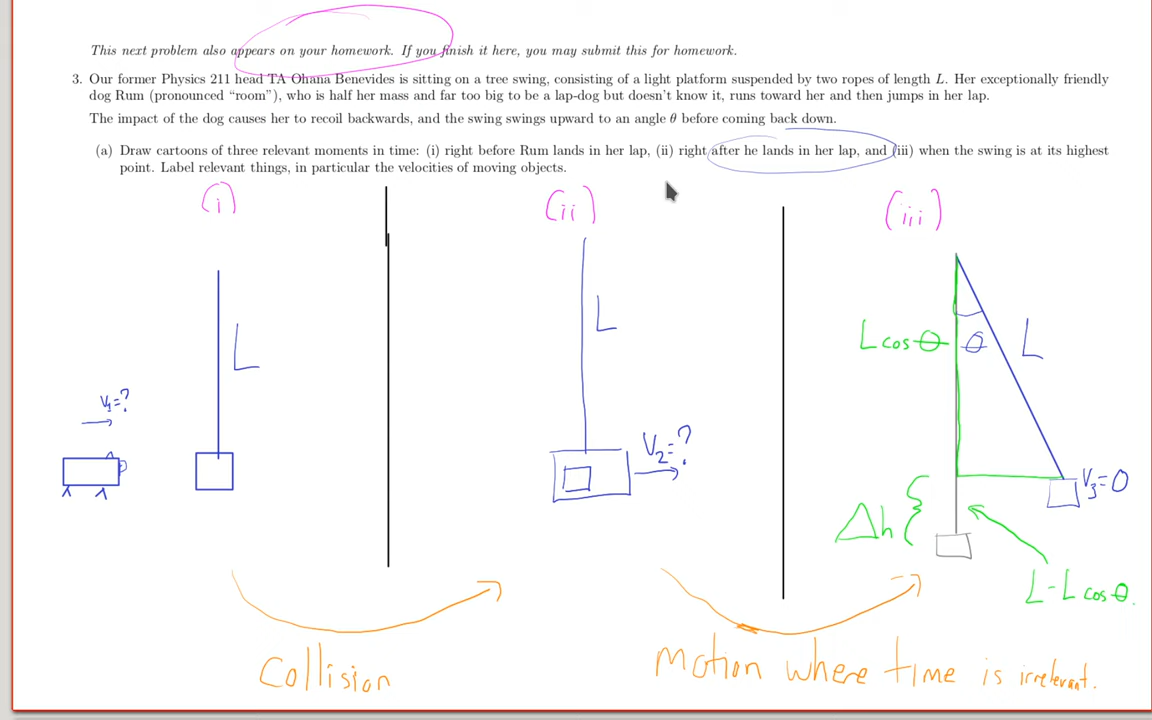 This next problem also appears on your homework. If you finish it here, you may submit this for homework.
3. Our former Physics 211 head TA Ohana Benevides is sitting on a tree swing, consisting of a light platform suspended by two ropes of length L. Her exceptionally friendly
dog Rum (pronounced “room”), who is half her mass and far too big to be a lap-dog but doesn’t know it, runs toward her and then jumps in her lap.
The impact of the dog causes her to recoil backwards, and the swing swings upward to an angle θ before coming back down.
(a) Draw cartoons of three relevant moments in time: (i) right before Rum lands in her lap, (ii) right after he lands in her lap, and (iii) when the swing is at its highest
point. Label relevant things, in particular the velocities of moving objects.
(i)
(ii)
(iii)
L
L
L cos θ
θ
L
V₁=?
V₂=?
V₃=0
Δh
L-L cos θ.
Collision
Motion where time is irrelevant.